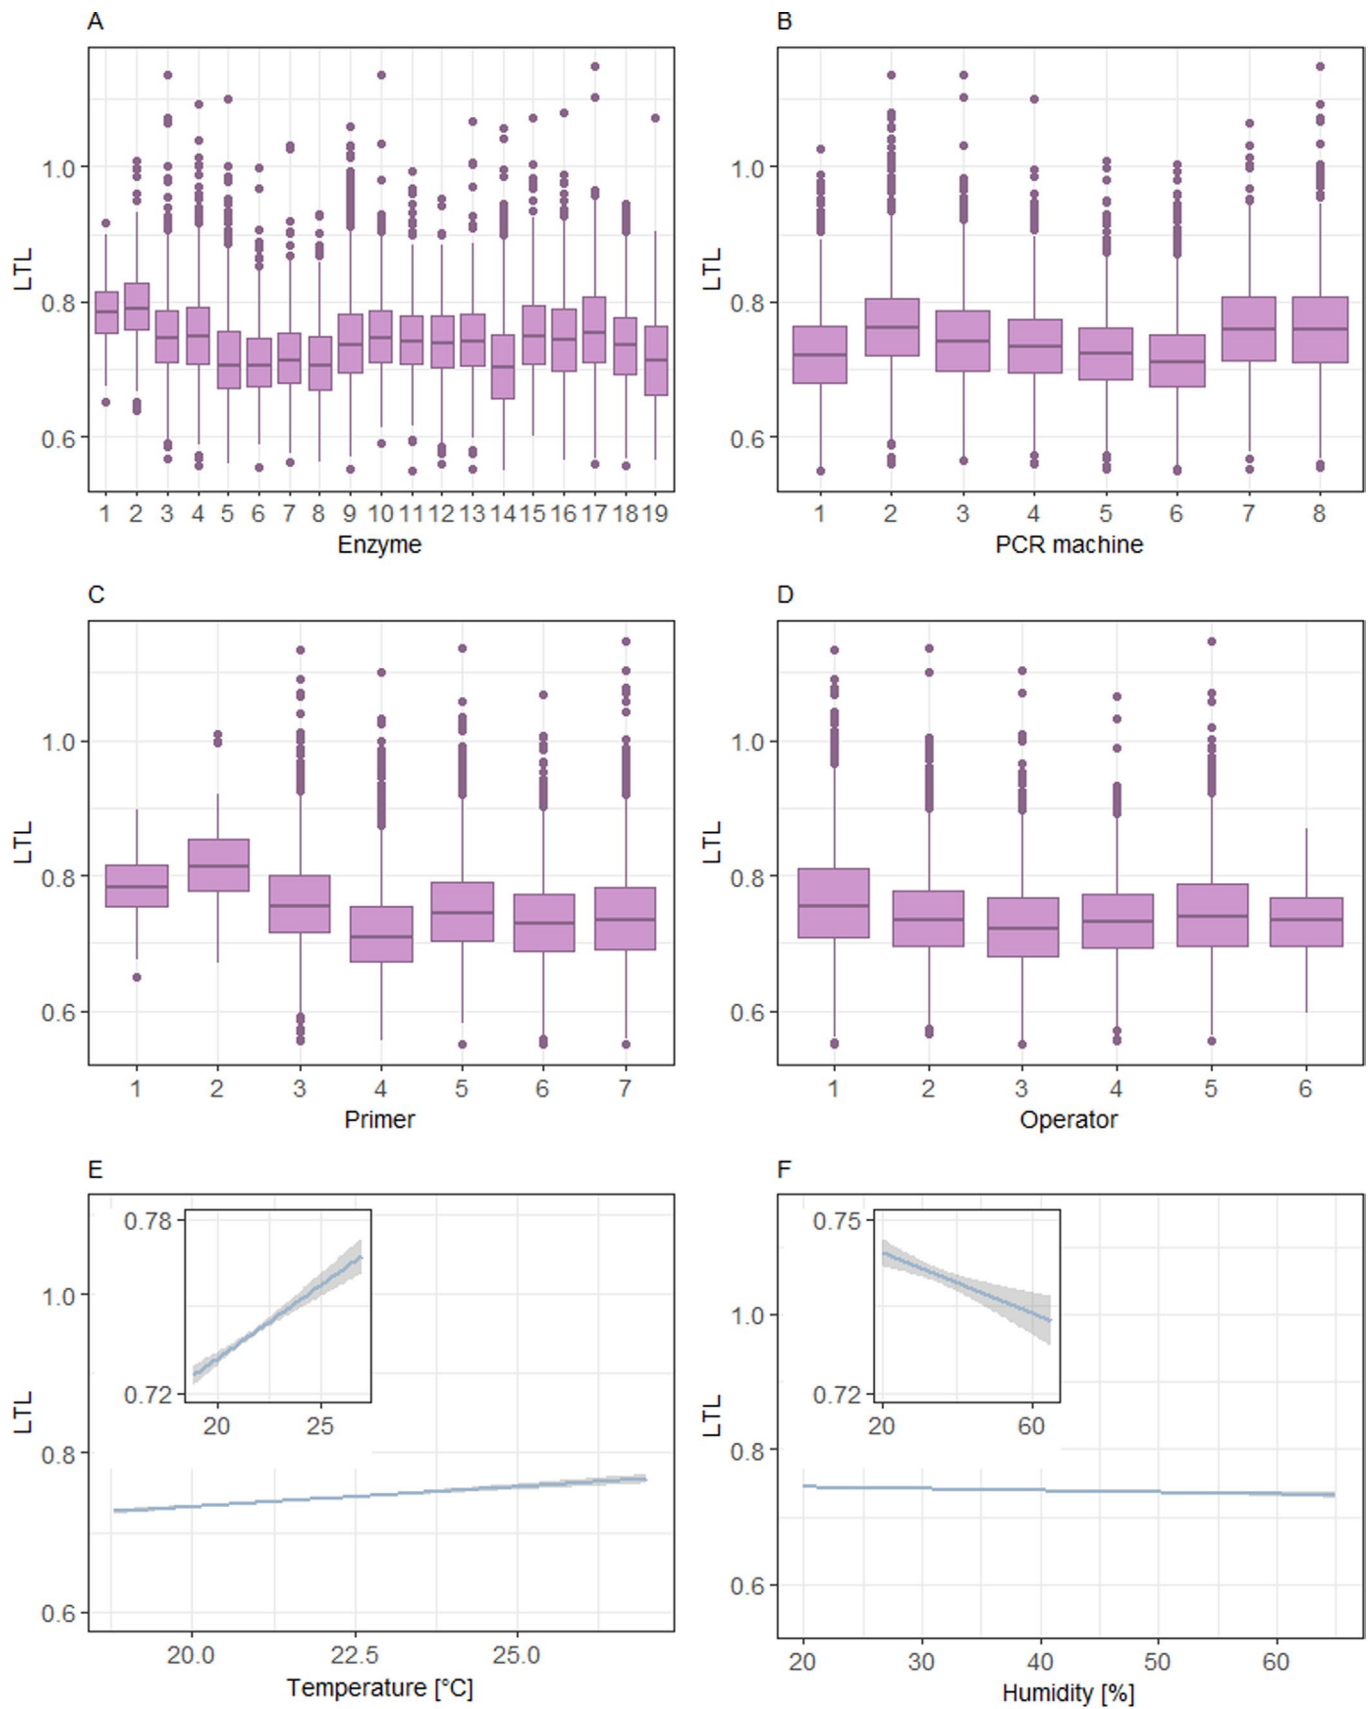 A
LTL
1.0
0.8
0.6
1 2 3 4 5 6 7 8 9 10 11 12 13 14 15 16 17 18 19
Enzyme
B
LTL
1.0
0.8
0.6
1 2 3 4 5 6 7 8
PCR machine
C
LTL
1.0
0.8
0.6
1 2 3 4 5 6 7
Primer
D
LTL
1.0
0.8
0.6
1 2 3 4 5 6
Operator
E
0.78
0.72
20 25
LTL
1.0
0.8
0.6
20.0 22.5 25.0
Temperature [°C]
F
0.75
0.72
20 60
LTL
1.0
0.8
0.6
20 30 40 50 60
Humidity [%]